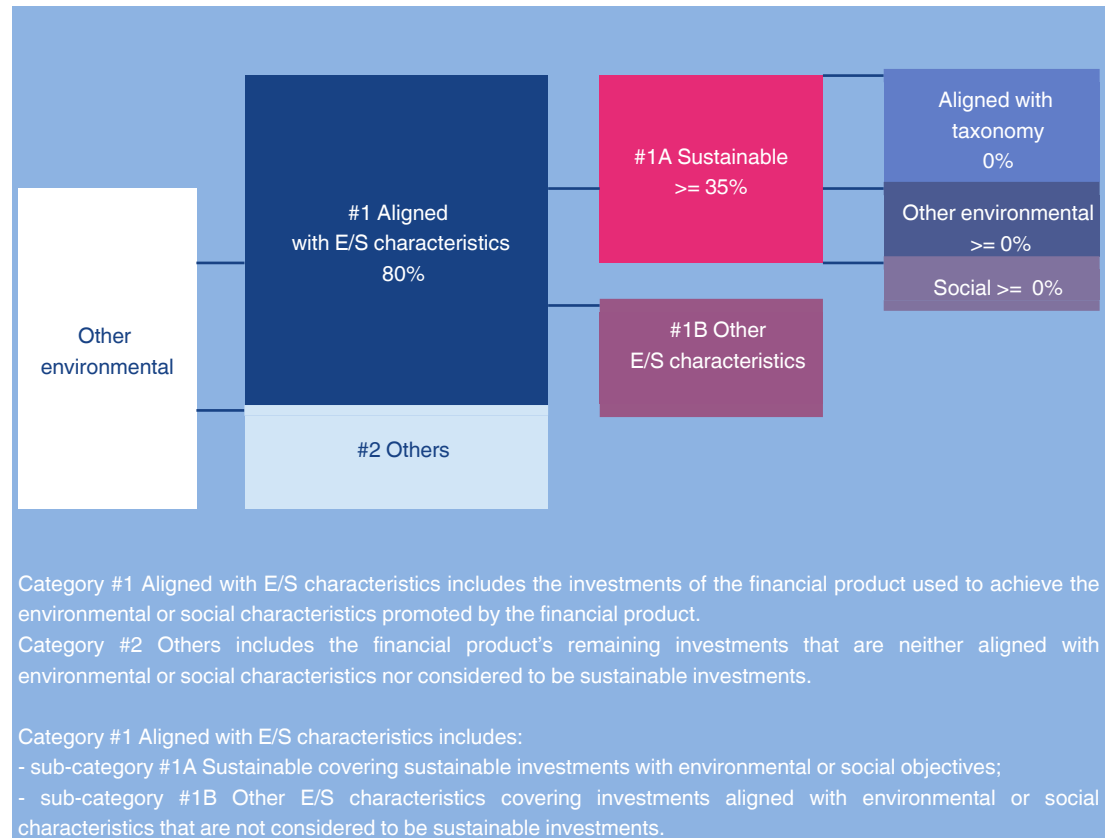 Other
environmental
#1 Aligned
with E/S characteristics
80%
#2 Others
#1A Sustainable
>= 35%
#1B Other
E/S characteristics
Aligned with
taxonomy
0%
Other environmental
>= 0%
Social >= 0%
Category #1 Aligned with E/S characteristics includes the investments of the financial product used to achieve the
environmental or social characteristics promoted by the financial product.
Category #2 Others includes the financial product's remaining investments that are neither aligned with
environmental or social characteristics nor considered to be sustainable investments.
Category #1 Aligned with E/S characteristics includes:
- sub-category #1A Sustainable covering sustainable investments with environmental or social objectives;
- sub-category #1B Other E/S characteristics covering investments aligned with environmental or social
characteristics that are not considered to be sustainable investments.